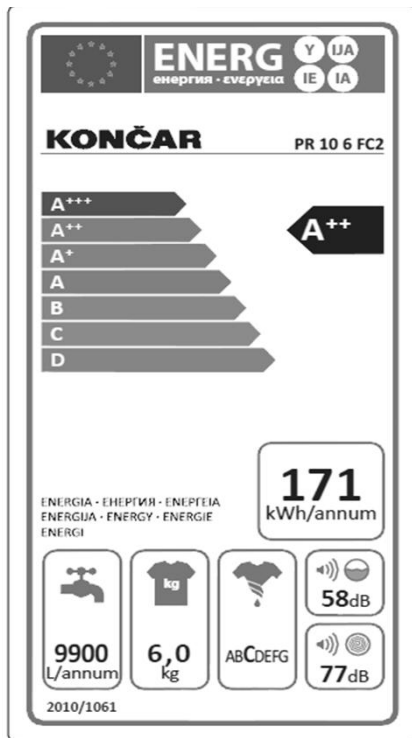 ENERG Y IJA
енергия · ενεργεια IE IA
KONČAR PR 10 6 FC2
A+++
A++
A++
A+
A
B
C
D
171
kWh/annum
ENERGIA · ЕНЕРГИЯ · ΕΝΕΡΓΕΙΑ
ENERGIJA · ENERGY · ENERGIE
ENERGI
kg
58dB
9900
L/annum
6,0
kg
ABCDEFG
77dB
2010/1061